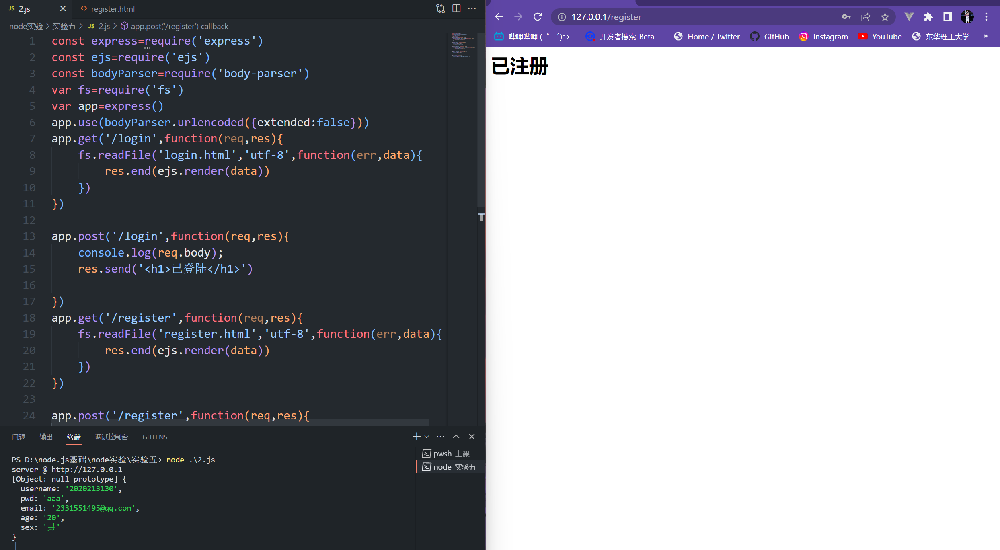 JS 2.js
register.html
node实验 > 实验五 > JS 2.js > app.post('/register') callback
1 const express=require('express')
2 const ejs=require('ejs')
3 const bodyParser=require('body-parser')
4 var fs=require('fs')
5 var app=express()
6 app.use(bodyParser.urlencoded({extended:false}))
7 app.get('/login',function(req,res){
8 fs.readFile('login.html','utf-8',function(err,data){
9 res.end(ejs.render(data))
10 })
11 })
12
13 app.post('/login',function(req,res){
14 console.log(req.body);
15 res.send('<h1>已登陆</h1>')
16
17 })
18 app.get('/register',function(req,res){
19 fs.readFile('register.html','utf-8',function(err,data){
20 res.end(ejs.render(data))
21 })
22 })
23
24 app.post('/register',function(req,res){
问题 输出 终端 调试控制台 GITLENS
PS D:\node.js基础\node实验\实验五> node .\2.js
server @ http://127.0.0.1
[Object: null prototype] {
username: '2020213130',
pwd: 'aaa',
email: '2331551495@qq.com',
age: '20',
sex: '男'
}
pwsh 上课
node 实验五
127.0.0.1/register
哔哩哔哩 (゜-゜)つ...
开发者搜索-Beta-...
Home / Twitter
GitHub
Instagram
YouTube
东华理工大学
»
已注册